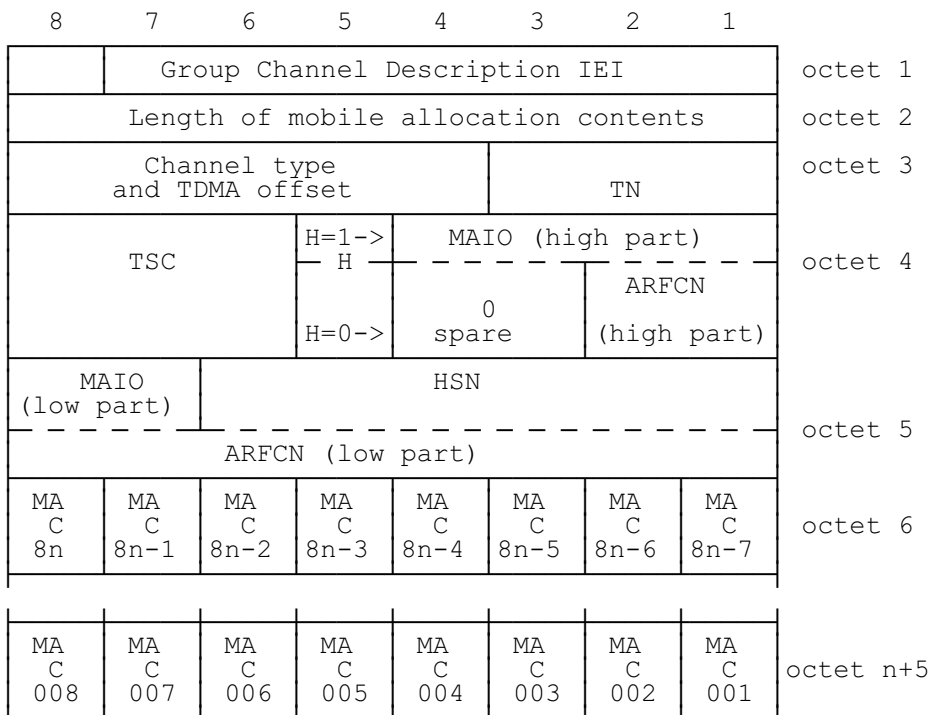 8 7 6 5 4 3 2 1
Group Channel Description IEI octet 1
Length of mobile allocation contents octet 2
Channel type octet 3
and TDMA offset TN
H=1-> MAIO (high part)
TSC H octet 4
ARFCN
0
H=0-> spare (high part)
MAIO HSN
(low part)
octet 5
ARFCN (low part)
MA MA MA MA MA MA MA MA
C C C C C C C C octet 6
8n 8n-1 8n-2 8n-3 8n-4 8n-5 8n-6 8n-7
MA MA MA MA MA MA MA MA
C C C C C C C C octet n+5
008 007 006 005 004 003 002 001